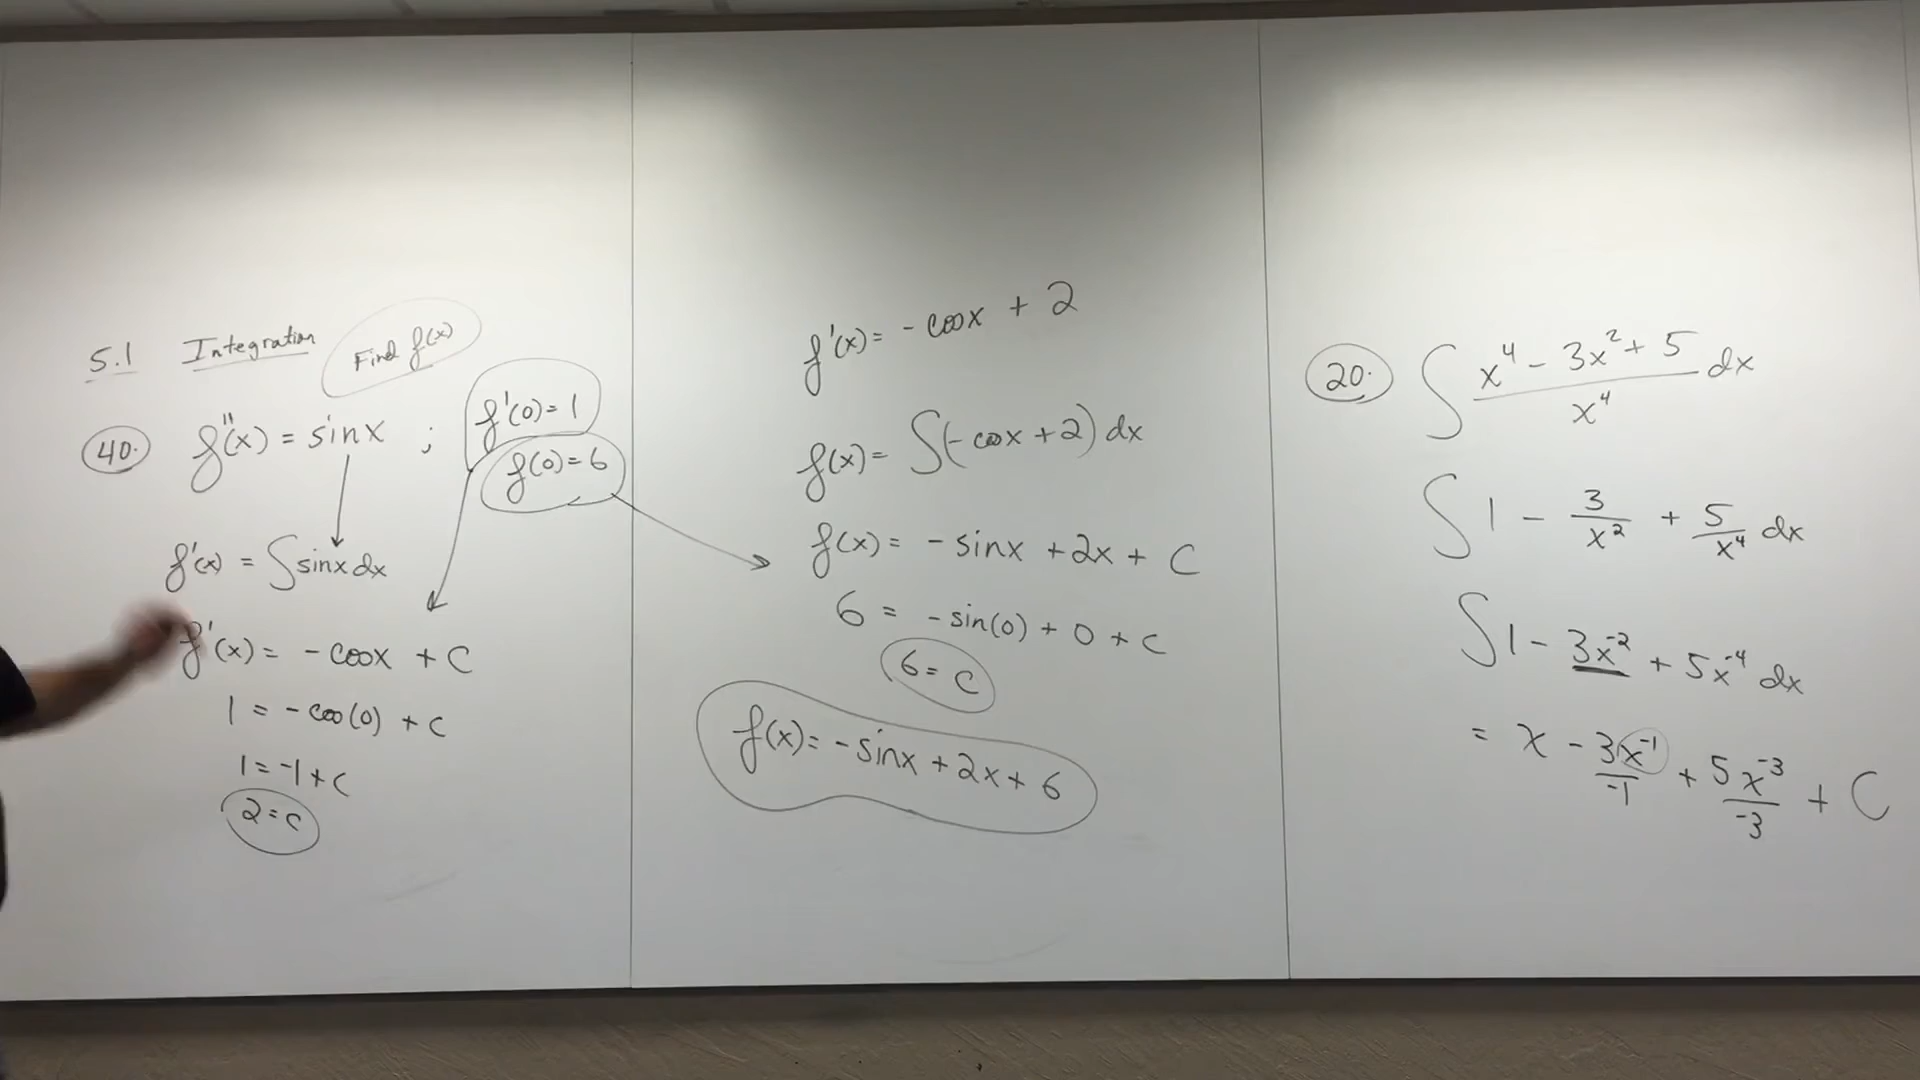 5.1 Integration Find f(x)
40. f''(x) = sinx ; f'(0)=1
f(0)=6
f'(x) = ∫sinxdx
f'(x) = -cosx + C
1 = -cos(0) + c
1=-1+C
2=c
f'(x)= -cosx + 2
f(x)= ∫(-cosx+2)dx
f(x)= -sinx +2x + C
6 = -sin(0) + 0 + C
6=C
f(x)= -sinx+2x+6
20. ∫ (x⁴ - 3x² + 5)/x⁴ dx
∫ 1 - 3/x² + 5/x⁴ dx
∫ 1 - 3x⁻² + 5x⁻⁴ dx
= x - 3x⁻¹/-1 + 5x⁻³/-3 + C